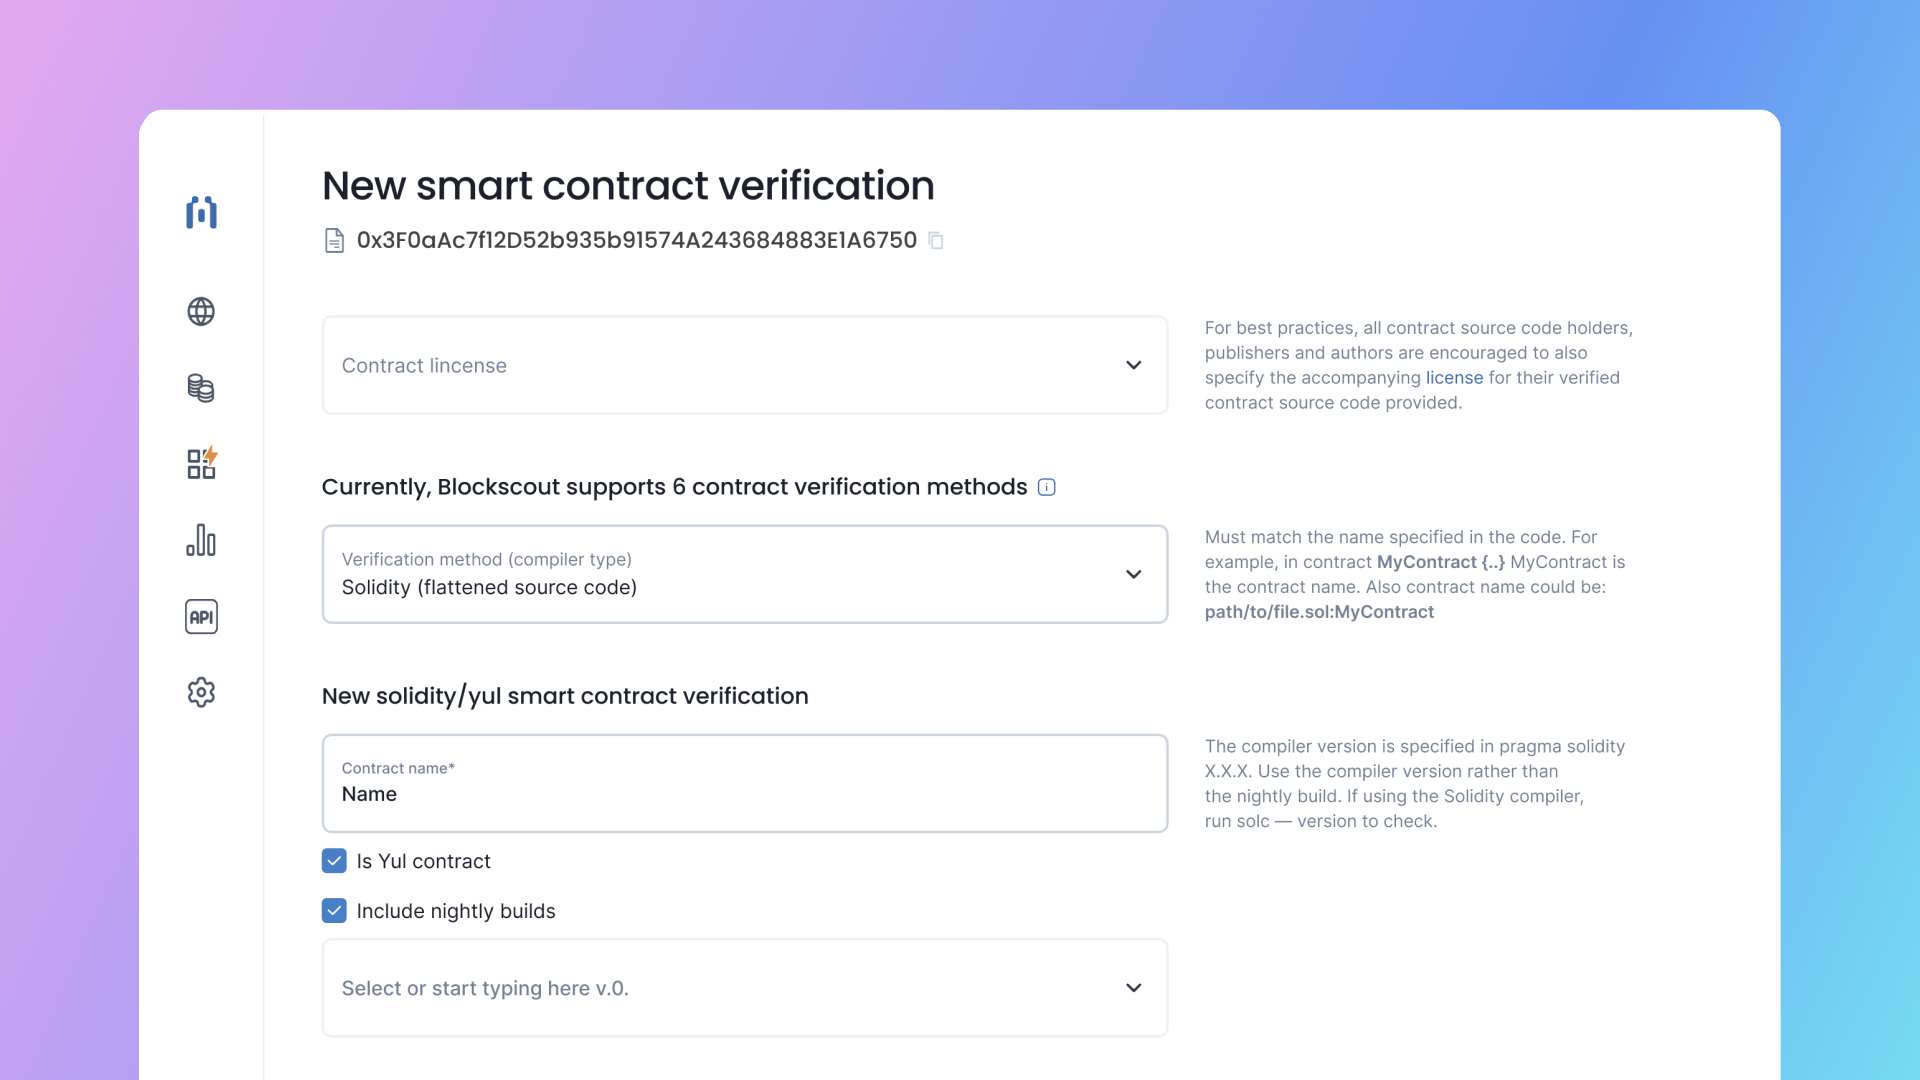 New smart contract verification
0x3F0aAc7f12D52b935b91574A243684883E1A6750
Contract lincense
For best practices, all contract source code holders,
publishers and authors are encouraged to also
specify the accompanying license for their verified
contract source code provided.
Currently, Blockscout supports 6 contract verification methods
Verification method (compiler type)
Solidity (flattened source code)
Must match the name specified in the code. For
example, in contract MyContract {..} MyContract is
the contract name. Also contract name could be:
path/to/file.sol:MyContract
API
New solidity/yul smart contract verification
Contract name*
Name
The compiler version is specified in pragma solidity
X.X.X. Use the compiler version rather than
the nightly build. If using the Solidity compiler,
run solc — version to check.
Is Yul contract
Include nightly builds
Select or start typing here v.0.